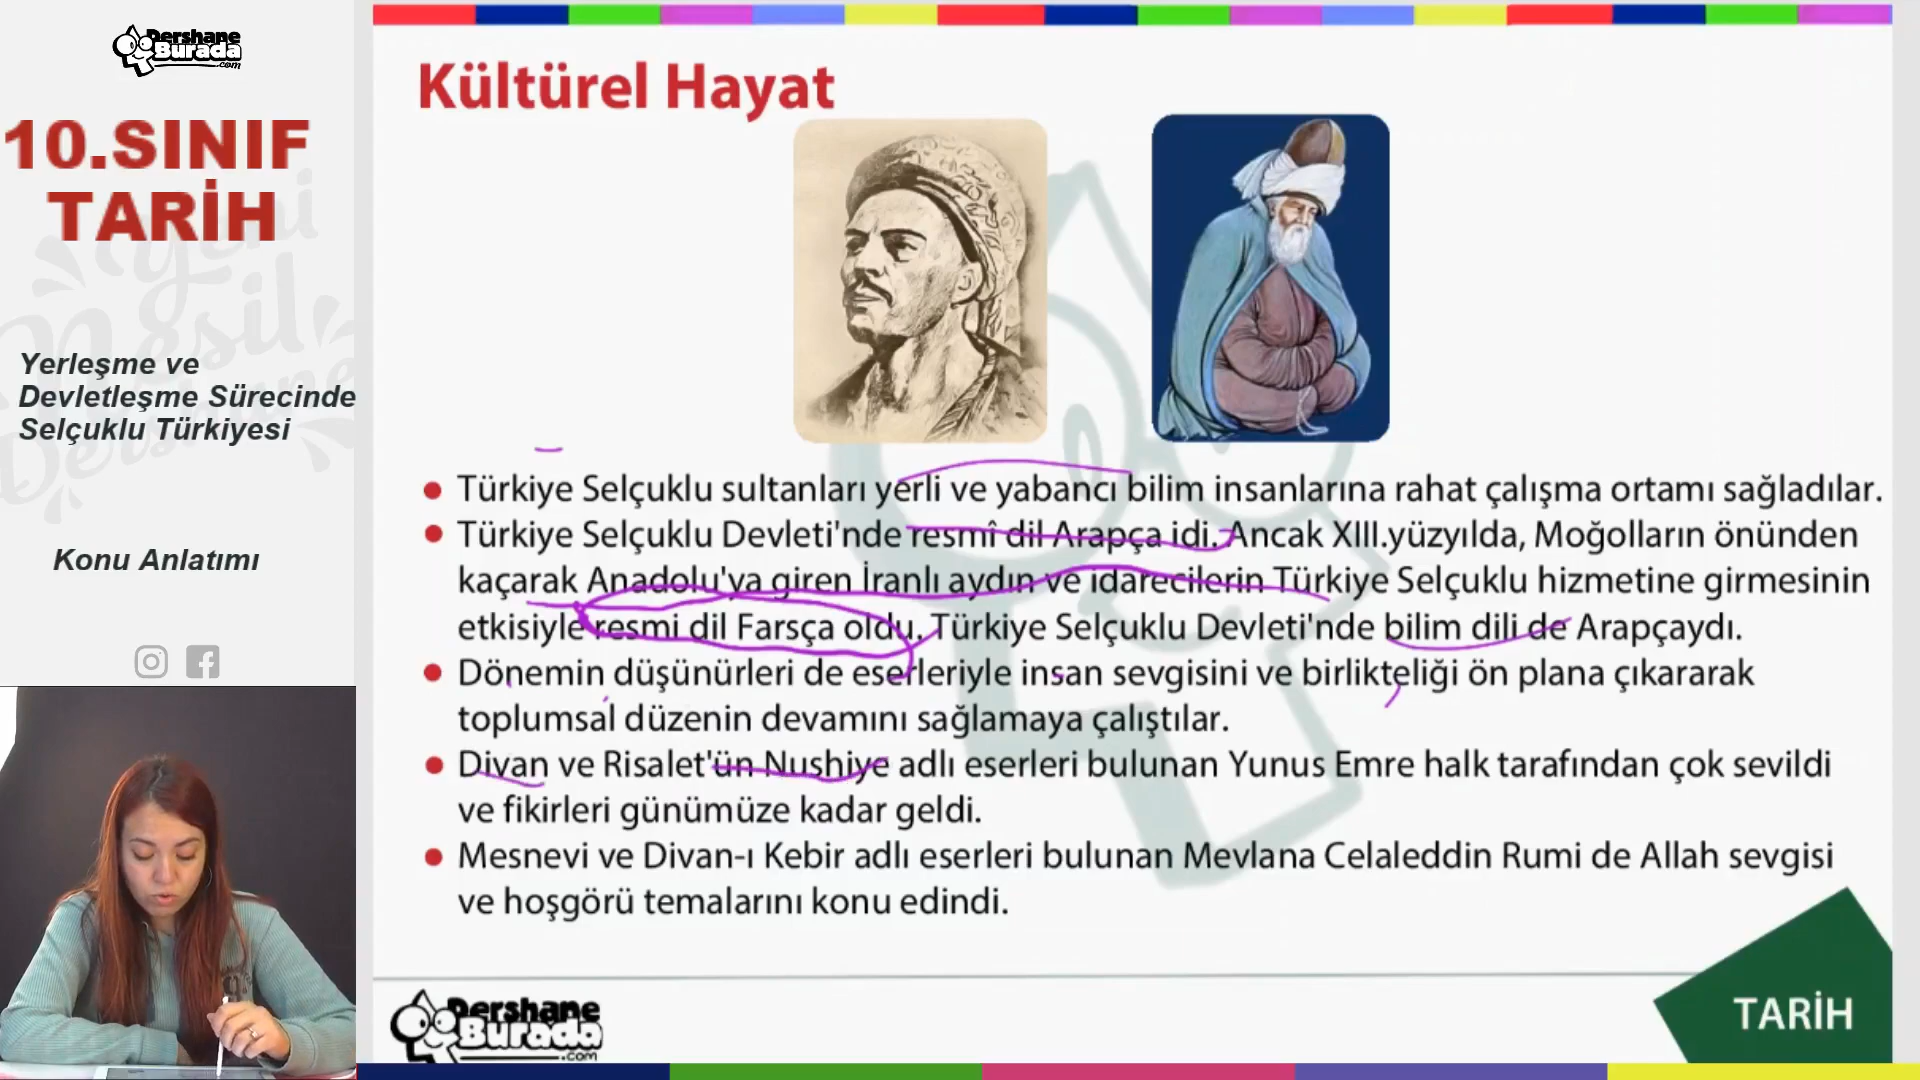 Dershane
Burada
.com
10.SINIF
TARİH
Yeni
Nesil
Dershane
Yerleşme ve
Devletleşme Sürecinde
Selçuklu Türkiyesi
Konu Anlatımı
Kültürel Hayat
• Türkiye Selçuklu sultanları yerli ve yabancı bilim insanlarına rahat çalışma ortamı sağladılar.
• Türkiye Selçuklu Devleti'nde resmî dil Arapça idi. Ancak XIII.yüzyılda, Moğolların önünden
kaçarak Anadolu'ya giren İranlı aydın ve idarecilerin Türkiye Selçuklu hizmetine girmesinin
etkisiyle resmi dil Farsça oldu. Türkiye Selçuklu Devleti'nde bilim dili de Arapçaydı.
• Dönemin düşünürleri de eserleriyle insan sevgisini ve birlikteliği ön plana çıkararak
toplumsal düzenin devamını sağlamaya çalıştılar.
• Divan ve Risalet'ün Nushiye adlı eserleri bulunan Yunus Emre halk tarafından çok sevildi
ve fikirleri günümüze kadar geldi.
• Mesnevi ve Divan-ı Kebir adlı eserleri bulunan Mevlana Celaleddin Rumi de Allah sevgisi
ve hoşgörü temalarını konu edindi.
Dershane
Burada
.com
TARİH